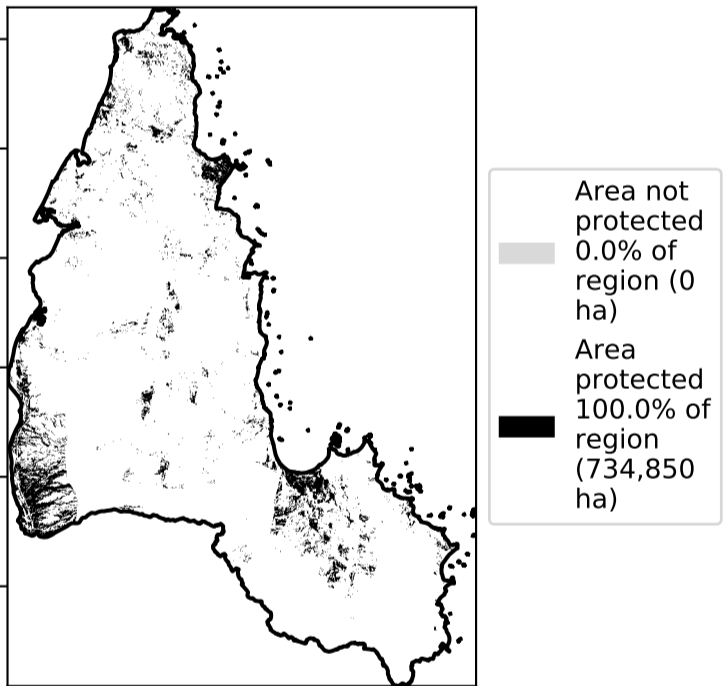 Area not
protected
0.0% of
region (0
ha)
Area
protected
100.0% of
region
(734,850
ha)